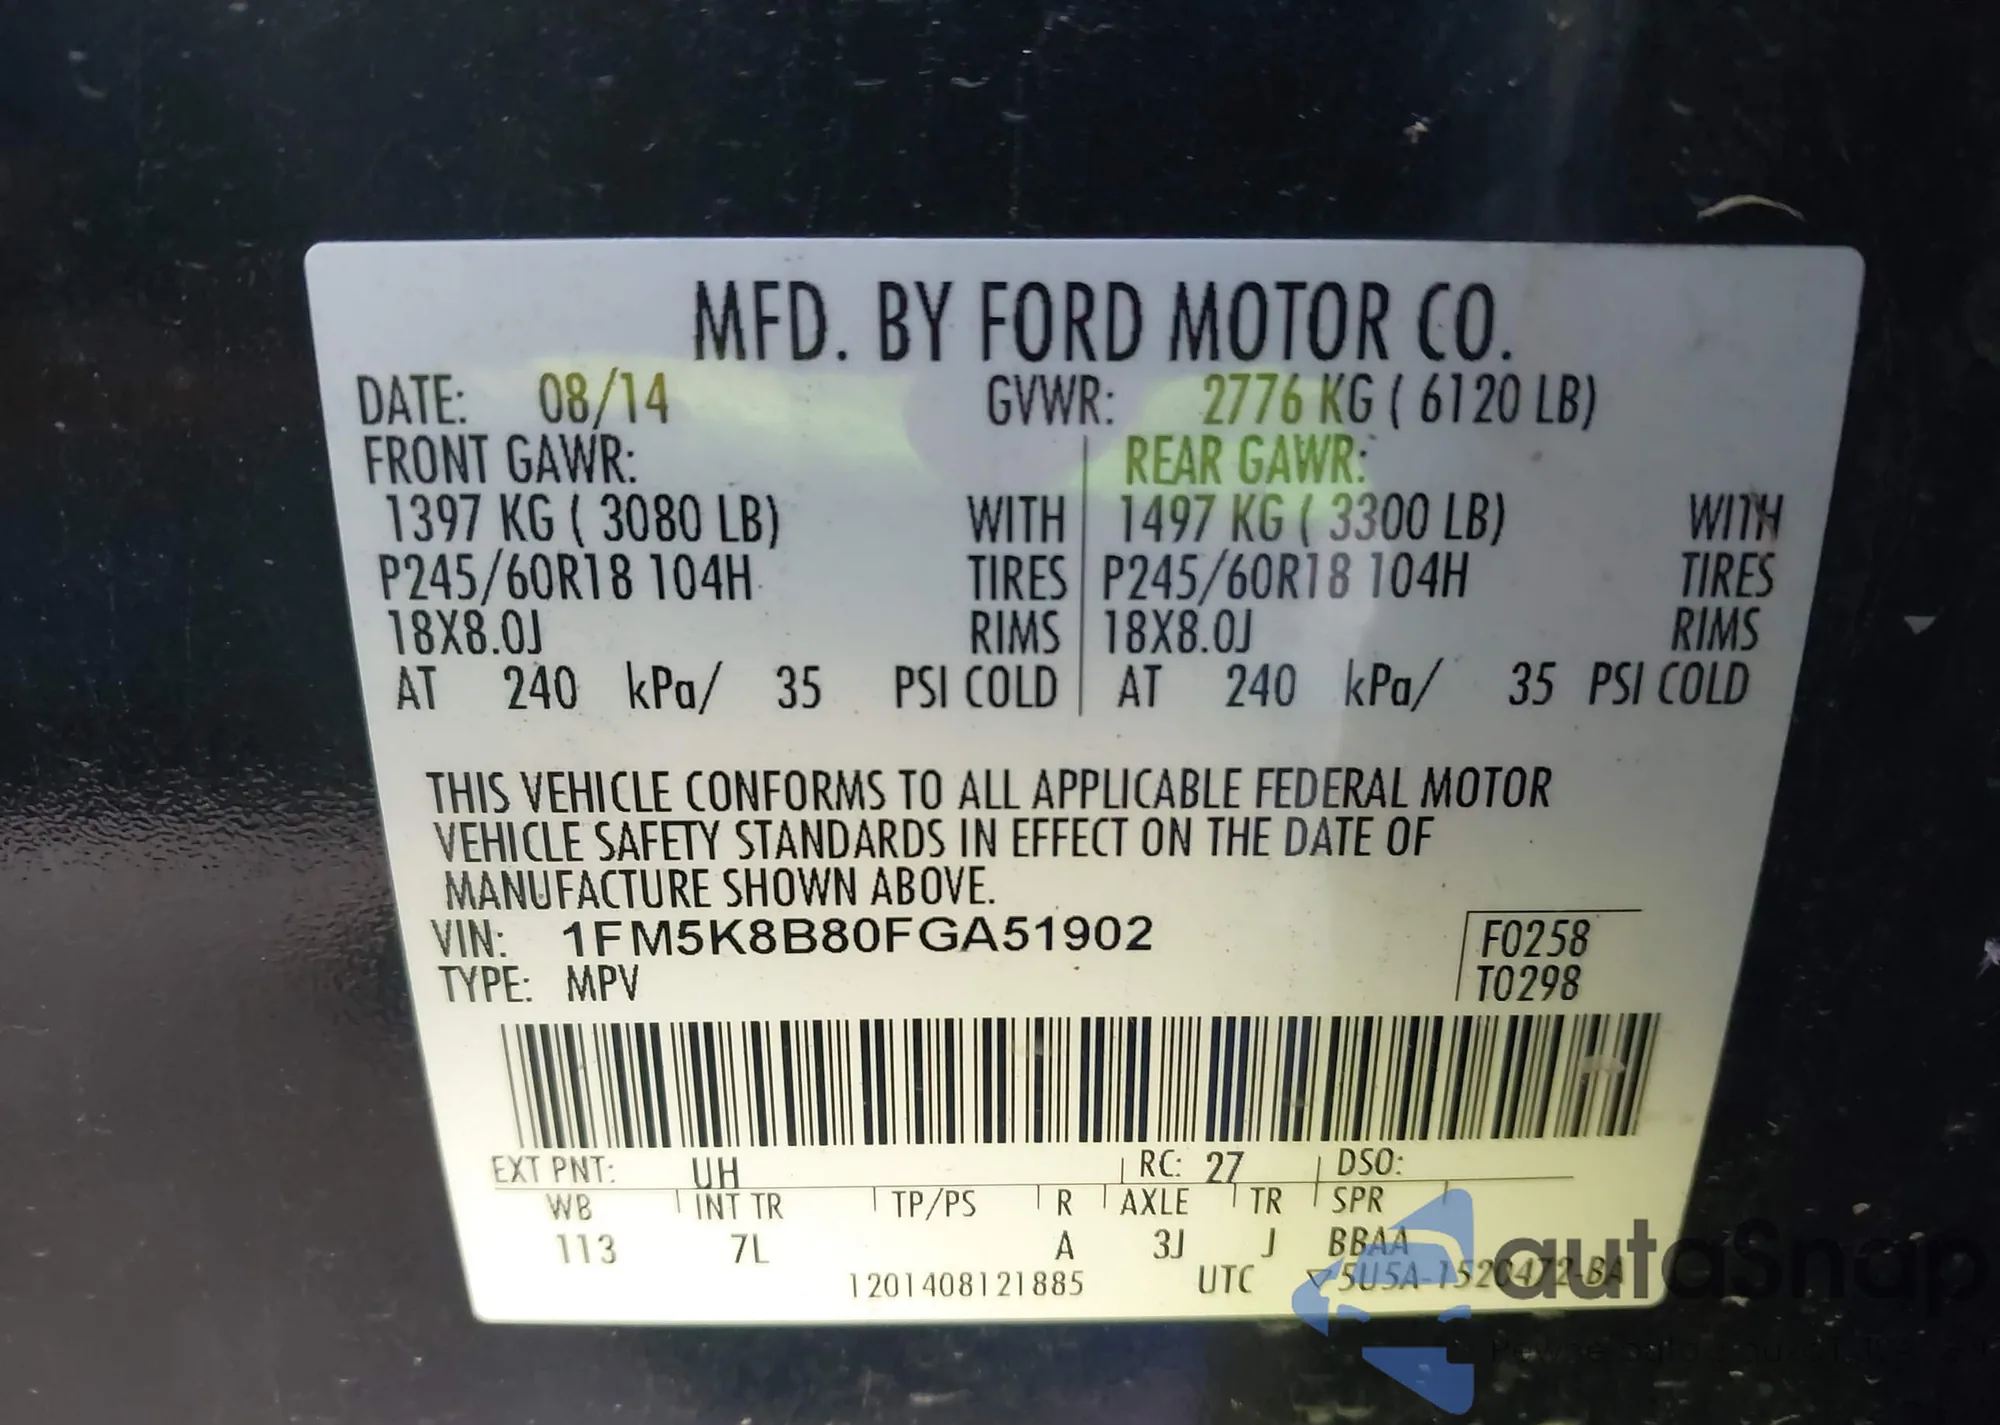 MFD. BY FORD MOTOR CO.
DATE: 08/14 GVWR: 2776 KG ( 6120 LB)
FRONT GAWR: REAR GAWR:
1397 KG ( 3080 LB) WITH 1497 KG ( 3300 LB) WITH
P245/60R18 104H TIRES P245/60R18 104H TIRES
18X8.0J RIMS 18X8.0J RIMS
AT 240 kPa/ 35 PSI COLD AT 240 kPa/ 35 PSI COLD
THIS VEHICLE CONFORMS TO ALL APPLICABLE FEDERAL MOTOR
VEHICLE SAFETY STANDARDS IN EFFECT ON THE DATE OF
MANUFACTURE SHOWN ABOVE.
VIN: 1FM5K8B80FGA51902 F0258
TYPE: MPV T0298
EXT PNT: UH RC: 27 DSO:
WB INT TR TP/PS R AXLE TR SPR
113 7L A 3J J BBAA
1201408121885 UTC 5U5A-1520472-BA
autaSnap